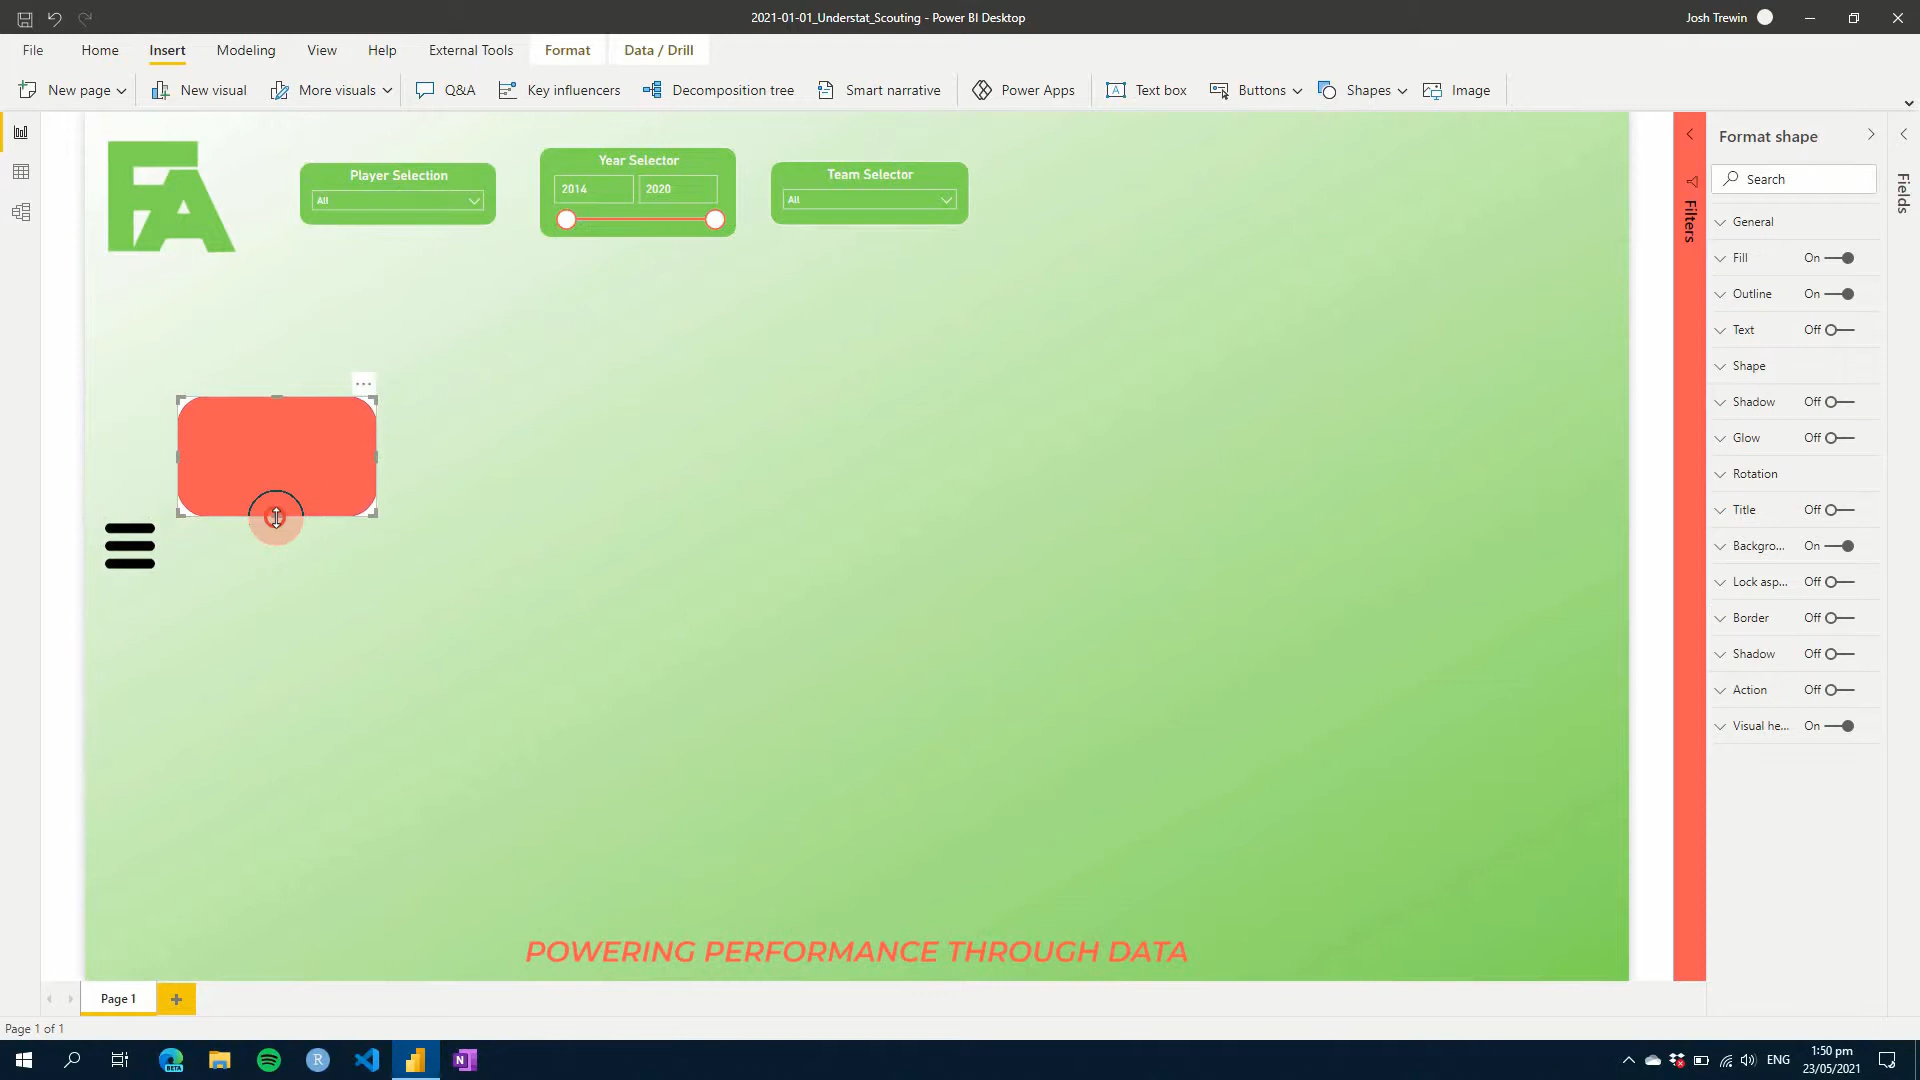 2021-01-01_Understat_Scouting - Power BI Desktop
Josh Trewin
File Home Insert Modeling View Help External Tools Format Data / Drill
New page New visual More visuals Q&A Key influencers Decomposition tree Smart narrative Power Apps Text box Buttons Shapes Image
FA
Player Selection
All
Year Selector
2014 2020
Team Selector
All
...
POWERING PERFORMANCE THROUGH DATA
Filters
Format shape
Search
General
Fill On
Outline On
Text Off
Shape
Shadow Off
Glow Off
Rotation
Title Off
Backgro... On
Lock asp... Off
Border Off
Shadow Off
Action Off
Visual he... On
Fields
Page 1
Page 1 of 1
BETA
R
N
ENG
1:50 pm
23/05/2021